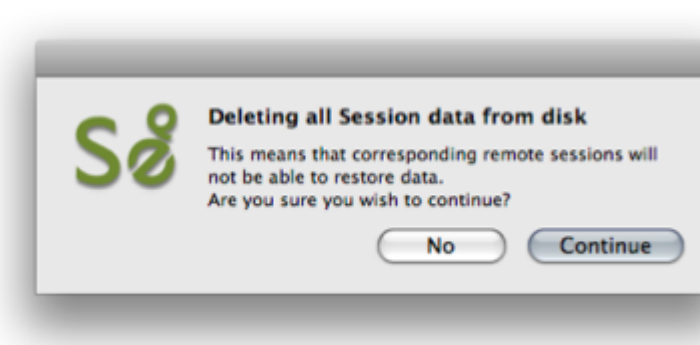 Deleting all Session data from disk
This means that corresponding remote sessions will
not be able to restore data.
Are you sure you wish to continue?
No Continue